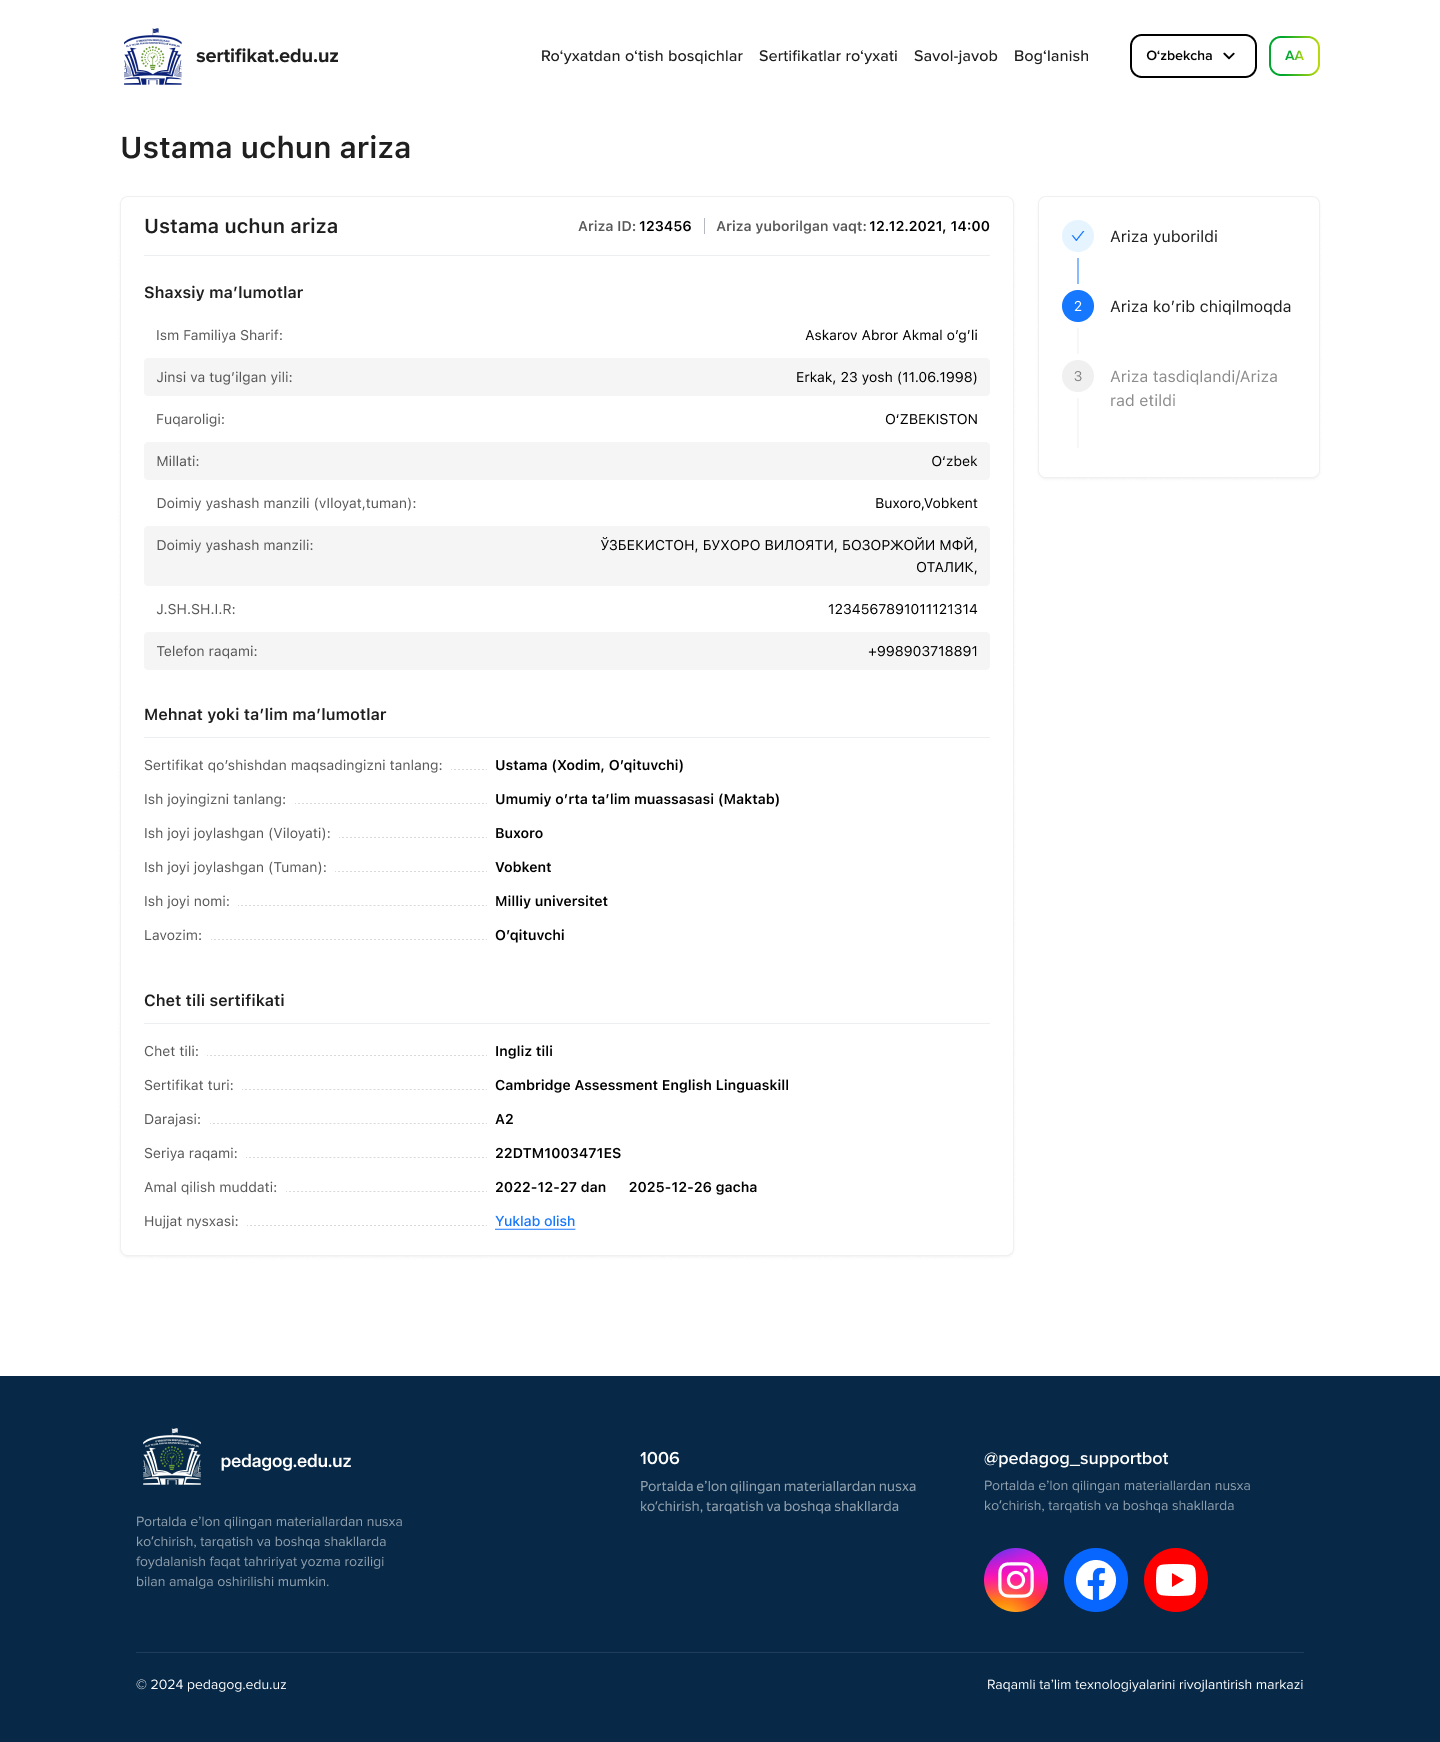 sertifikat.edu.uz
Ro‘yxatdan o‘tish bosqichlar Sertifikatlar ro‘yxati Savol-javob Bog‘lanish O‘zbekcha AA
Ustama uchun ariza
Ustama uchun ariza Ariza ID: 123456 Ariza yuborilgan vaqt: 12.12.2021, 14:00
Shaxsiy ma’lumotlar
Ism Familiya Sharif: Askarov Abror Akmal o‘g‘li
Jinsi va tug‘ilgan yili: Erkak, 23 yosh (11.06.1998)
Fuqaroligi: O‘ZBEKISTON
Millati: O‘zbek
Doimiy yashash manzili (vIloyat,tuman): Buxoro,Vobkent
Doimiy yashash manzili: ЎЗБЕКИСТОН, БУХОРО ВИЛОЯТИ, БОЗОРЖОЙИ МФЙ,
ОТАЛИК,
J.SH.SH.I.R: 1234567891011121314
Telefon raqami: +998903718891
Mehnat yoki ta’lim ma’lumotlar
Sertifikat qo‘shishdan maqsadingizni tanlang: Ustama (Xodim, O’qituvchi)
Ish joyingizni tanlang: Umumiy o’rta ta’lim muassasasi (Maktab)
Ish joyi joylashgan (Viloyati): Buxoro
Ish joyi joylashgan (Tuman): Vobkent
Ish joyi nomi: Milliy universitet
Lavozim: O’qituvchi
Chet tili sertifikati
Chet tili: Ingliz tili
Sertifikat turi: Cambridge Assessment English Linguaskill
Darajasi: A2
Seriya raqami: 22DTM1003471ES
Amal qilish muddati: 2022-12-27 dan 2025-12-26 gacha
Hujjat nysxasi: Yuklab olish
Ariza yuborildi
2 Ariza ko’rib chiqilmoqda
3 Ariza tasdiqlandi/Ariza
rad etildi
pedagog.edu.uz
Portalda e’lon qilingan materiallardan nusxa
ko‘chirish, tarqatish va boshqa shakllarda
foydalanish faqat tahririyat yozma roziligi
bilan amalga oshirilishi mumkin.
1006
Portalda e’lon qilingan materiallardan nusxa
ko‘chirish, tarqatish va boshqa shakllarda
@pedagog_supportbot
Portalda e’lon qilingan materiallardan nusxa
ko‘chirish, tarqatish va boshqa shakllarda
© 2024 pedagog.edu.uz
Raqamli ta’lim texnologiyalarini rivojlantirish markazi